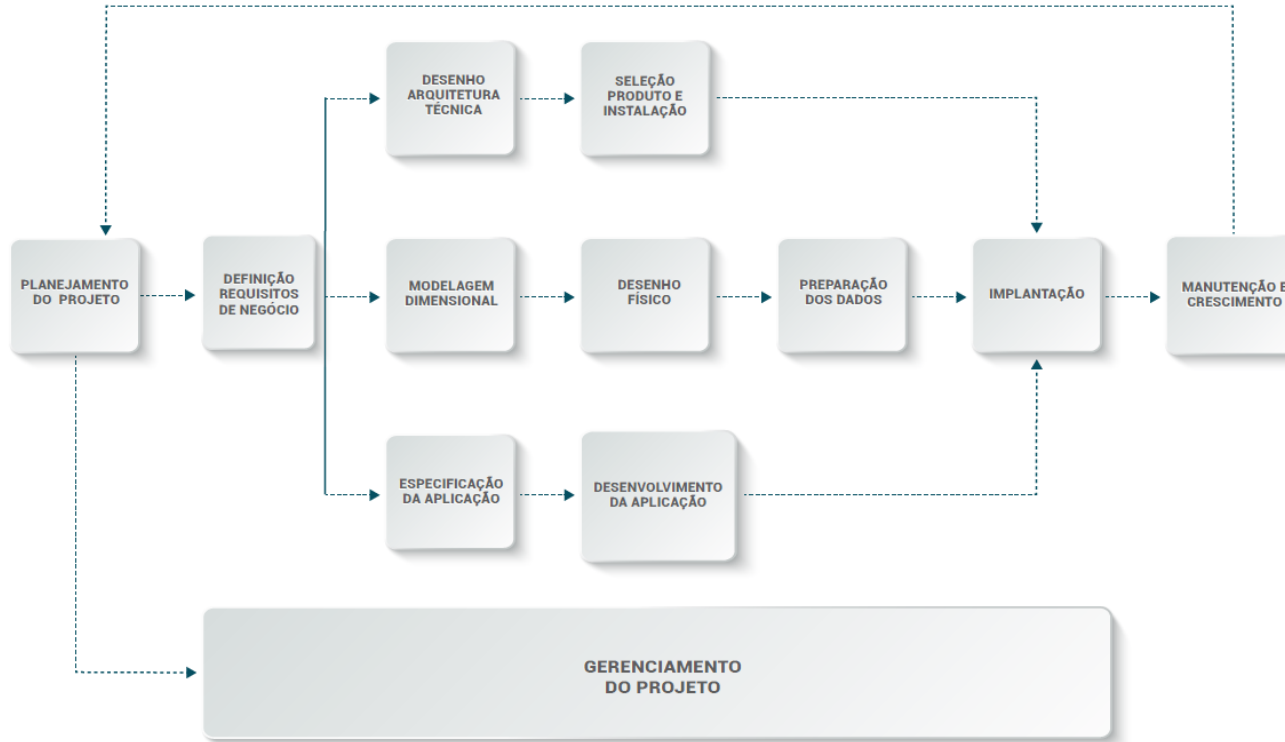 DESENHO
ARQUITETURA
TÉCNICA
SELEÇÃO
PRODUTO E
INSTALAÇÃO
PLANEJAMENTO
DO PROJETO
DEFINIÇÃO
REQUISITOS
DE NEGÓCIO
MODELAGEM
DIMENSIONAL
DESENHO
FÍSICO
PREPARAÇÃO
DOS DADOS
IMPLANTAÇÃO
MANUTENÇÃO E
CRESCIMENTO
ESPECIFICAÇÃO
DA APLICAÇÃO
DESENVOLVIMENTO
DA APLICAÇÃO
GERENCIAMENTO
DO PROJETO